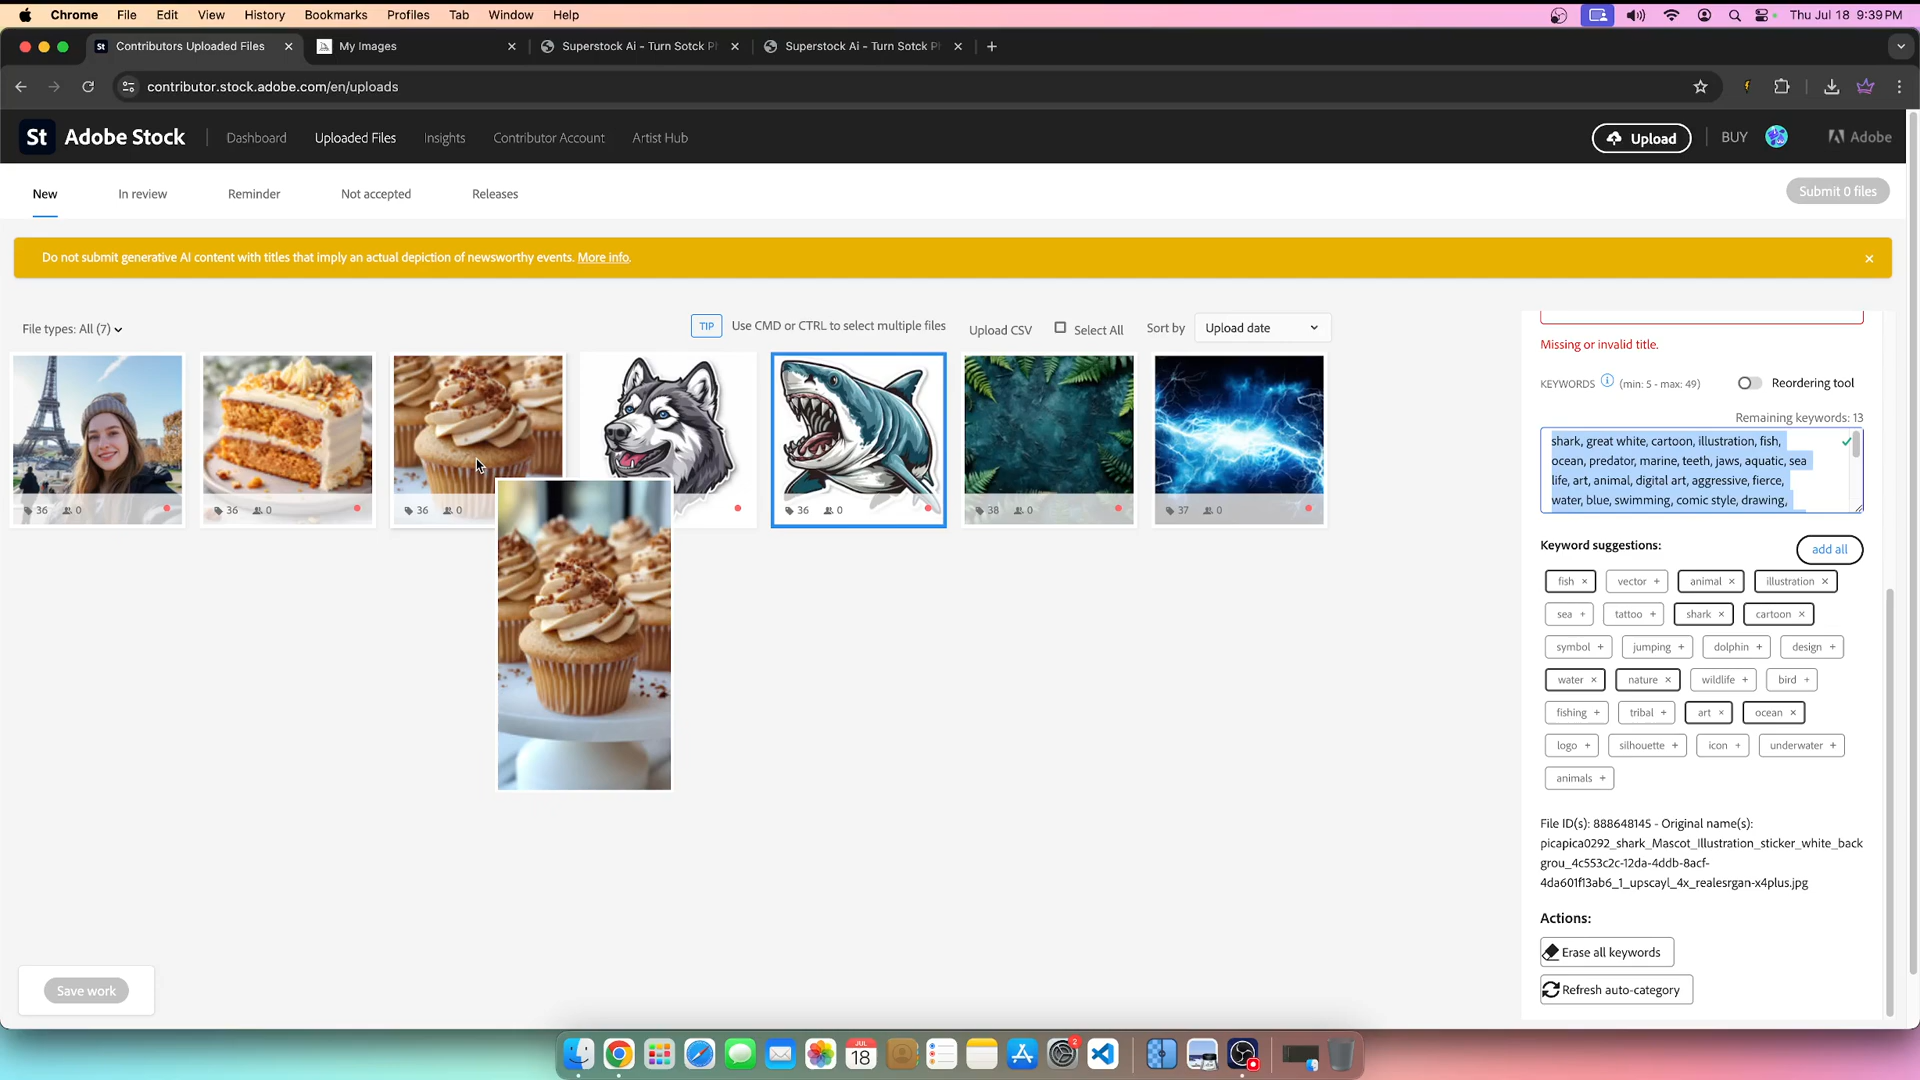 Chrome File Edit View History Bookmarks Profiles Tab Window Help
Thu Jul 18 9:39 PM
Contributors Uploaded Files
My Images
Superstock Ai - Turn Sotck P
Superstock Ai - Turn Sotck P
contributor.stock.adobe.com/en/uploads
St Adobe Stock
Dashboard Uploaded Files Insights Contributor Account Artist Hub
Upload BUY Adobe
New In review Reminder Not accepted Releases
Submit 0 files
Do not submit generative AI content with titles that imply an actual depiction of newsworthy events. More info.
File types: All (7)
TIP Use CMD or CTRL to select multiple files Upload CSV Select All Sort by Upload date
36 0
36 0
36 0
36 0
38 0
37 0
Missing or invalid title.
KEYWORDS (min: 5 - max: 49) Reordering tool
Remaining keywords: 13
shark, great white, cartoon, illustration, fish,
ocean, predator, marine, teeth, jaws, aquatic, sea
life, art, animal, digital art, aggressive, fierce,
water, blue, swimming, comic style, drawing,
Keyword suggestions: add all
fish × vector + animal × illustration ×
sea + tattoo + shark × cartoon ×
symbol + jumping + dolphin + design +
water × nature × wildlife + bird +
fishing + tribal + art × ocean ×
logo + silhouette + icon + underwater +
animals +
File ID(s): 888648145 - Original name(s):
picapica0292_shark_Mascot_Illustration_sticker_white_back
grou_4c553c2c-12da-4ddb-8acf-
4da601f13ab6_1_upscayl_4x_realesrgan-x4plus.jpg
Actions:
Erase all keywords
Refresh auto-category
Save work
JUL
18
2